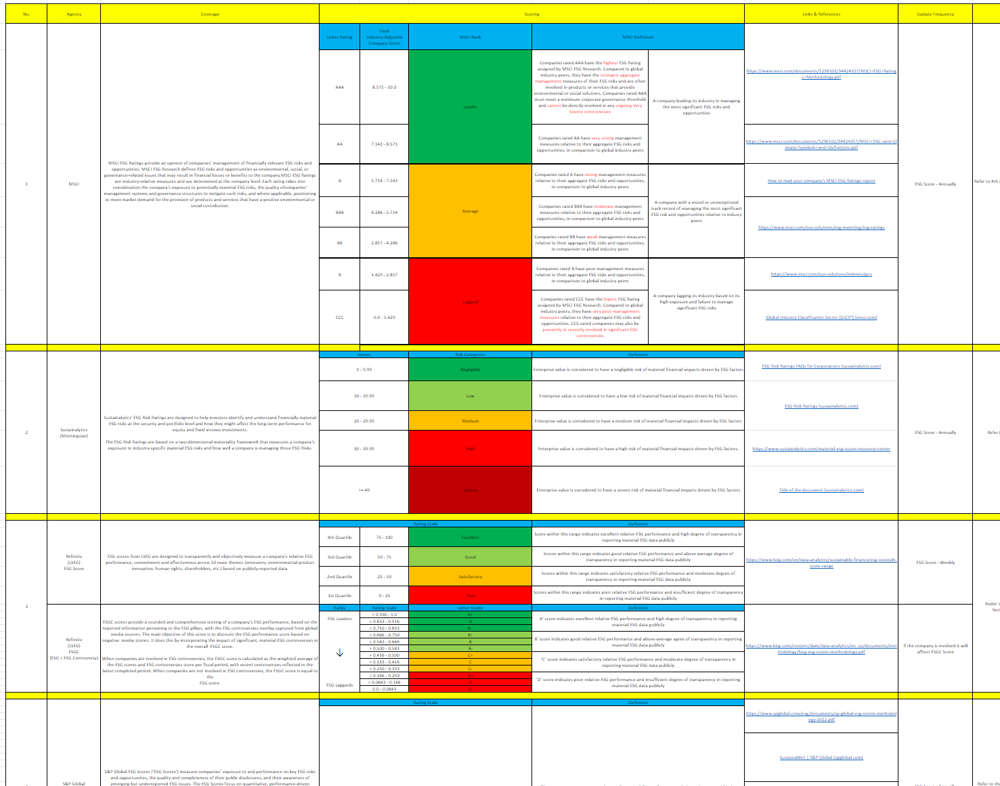 No.
Agency
Coverage
Scoring
Links & References
Update Frequency
Letter Rating
Final
Industry-Adjusted
Company Score
MSCI Rank
MSCI Definition
1
MSCI
MSCI ESG Ratings provide an opinion of companies' management of financially relevant ESG risks and
opportunities. MSCI ESG Research defines ESG risks and opportunities as environmental, social, or
governance-related issues that may result in financial losses or benefits to the company.MSCI ESG Ratings
are industry-relative measures and are determined at the company level. Each rating takes into
consideration the company's exposure to potentially material ESG risks, the quality ofcompanies'
management systems and governance structures to mitigate such risks, and where applicable, positioning
to meet market demand for the provision of products and services that have a positive environmental or
social contribution.
AAA
8.571 - 10.0
Leader
Companies rated AAA have the highest ESG Rating
assigned by MSCI ESG Research. Compared to global
industry peers, they have the strongest aggregate
management measures of their ESG risks and are often
involved in products or services that provide
environmental or social solutions. Companies rated AAA
must meet a minimum corporate governance threshold
and cannot be directly involved in any ongoing Very
Severe controversies
A company leading its industry in managing
the most significant ESG risks and
opportunities
https://www.msci.com/documents/1296102/34424357/MSCI+ESG+Rating
s+Methodology.pdf
AA
7.143 - 8.571
Companies rated AA have very strong management
measures relative to their aggregate ESG risks and
opportunities, in comparison to global industry peers
https://www.msci.com/documents/1296102/34424357/MSCI+ESG+and+Cl
imate+Symbols+and+Definitions.pdf
A
5.714 - 7.143
Average
Companies rated A have strong management measures
relative to their aggregate ESG risks and opportunities,
in comparison to global industry peers
A company with a mized or unexceptional
track record of managing the most significant
ESG risk and opportunities relative to indusry
peers
How to read your company's MSCI ESG Ratings report
ESG Score - Annually
Refer to 4th
BBB
4.286 - 5.714
Companies rated BBB have moderate management
measures relative to their aggregate ESG risks and
opportunities, in comparison to global industry peers
https://www.msci.com/our-solutions/esg-investing/esg-ratings
BB
2.857 - 4.286
Companies rated BB have weak management measures
relative to their aggregate ESG risks and opportunities,
in comparison to global industry peers
B
1.429 - 2.857
Laggard
Companies rated B have poor management measures
relative to their aggregate ESG risks and opportunities,
in comparison to global industry peers
A company lagging its industry based on its
high exposure and failure to manage
significant ESG risks
https://www.msci.com/our-solutions/indexes/gics
CCC
0.0 - 1.429
Companies rated CCC have the lowest ESG Rating
assigned by MSCI ESG Research. Compared to global
industry peers, they have very poor management
measures relative to their aggregate ESG risks and
opportunities. CCC-rated companies may also be
presently or recently involved in significant ESG
controversies
Global Industry Classification Sector (GICS®) (msci.com)
Scores
Risk Categories
Definition
2
Sustainalytics
(Morningstar)
Sustainalytics' ESG Risk Ratings are designed to help investors identify and understand financially material
ESG risks at the security and portfolio level and how they might affect the long-term performance for
equity and fixed income investments.
The ESG Risk Ratings are based on a two-dimensional materiality framework that measures a company's
exposure to industry-specific material ESG risks and how well a company is managing those ESG Risks.
0 - 9.99
Negligible
Enterprise value is considered to have a negligible risk of material financial impacts driven by ESG factors
ESG Risk Ratings FAQs for Corporations (sustainalytics.com)
10 - 19.99
Low
Enterprise value is considered to have a low risk of material financial impacts driven by ESG factors
ESG Risk Ratings (sustainalytics.com)
20 - 29.99
Medium
Enterprise value is considered to have a medium risk of material financial impacts driven by ESG factors
ESG Score - Annually
Refer
30 - 39.99
High
Enterprise value is considered to have a high risk of material financial impacts driven by ESG factors.
https://www.sustainalytics.com/material-esg-issues-resource-center
>= 40
Severe
Enterprise value is considered to have a severe risk of material financial impacts driven by ESG factors
Title of the document (sustainalytics.com)
Rating Scale
Definition
3
Refinitiv
(LSEG)
ESG Score
ESG scores from LSEG are designed to transparently and objectively measure a company's relative ESG
performance, commitment and effectiveness across 10 main themes (emissions, environmental product
innovation, human rights, shareholders, etc.) based on publicly-reported data.
4th Quartile
75 - 100
Excellent
Score within this range indicates excellent relative ESG performance and high degree of transparency in
reporting material ESG data publicly
3rd Quartile
50 - 75
Good
Scores within this range indicates good relative ESG performance and above average degree of
transparency in reporting material ESG data publicly
https://www.lseg.com/en/data-analytics/sustainable-finance/esg-scores#t-
score-range
ESG Score - Weekly
2nd Quartile
25 - 50
Satisfactory
Scores within this range indicates satisfactory relative ESG performance and moderate degree of
transparency in reporting material ESG data publicly
1st Quartile
0 - 25
Poor
Scores within this range indicates poor relative ESG performance and insufficient degree of transparency
in reporting material ESG data publicly
Reder
Sect
Ranks
Rating Scale
Letter Grade
Definition
Refinitiv
(LSEG)
ESGC
(ESG + ESG Controversy)
ESGC scores provide a rounded and comprehensive scoring of a company's ESG performance, based on the
reported information pertaining to the ESG pillars, with the ESG controversies overlay captured from global
media sources. The main objective of this score is to discount the ESG performance score based on
negative media stories. It does this by incorporating the impact of significant, material ESG controversies in
the overall ESGC score.
When companies are involved in ESG controversies, the ESGC score is calculated as the weighted average of
the ESG scores and ESG controversies score per fiscal period, with recent controversies reflected in the
latest completed period. When companies are not involved in ESG controversies, the ESGC score is equal to
the
ESG score.
ESG Leaders
↓
ESG Laggards
> 0.916 - 1.0
A+
> 0.833 - 0.916
A
> 0.750 - 0.833
A-
> 0.666 - 0.750
B+
> 0.583 - 0.666
B
> 0.500 - 0.583
B-
> 0.416 - 0.500
C+
> 0.333 - 0.416
C
> 0.250 - 0.333
C-
> 0.166 - 0.250
D+
> 0.0843 - 0.166
D
0.0 - 0.0843
D-
A' score indicates excellent relative ESG performance and high degree of transparency in reporting
material ESG data publicly
B' score indicates good relative ESG performance and above-average agree of transparency in reporting
material ESG data publicly
'C' score indicates satisfactory relative ESG performance and moderate degree of transparency in
reporting material ESG data publicly
'D' score indicates poor relative ESG performance and insufficient degree of transparency in reporting
material ESG data publicly
https://www.lseg.com/content/dam/data-analytics/en_us/documents/met
hodology/lseg-esg-scores-methodology.pdf
If the company is involved it will
afftect ESGC Score
Rating Scale
Definition
S&P Global
S&P Global ESG Scores ('ESG Scores') measure companies' exposure to and performance on key ESG risks
and opportunities, the quality and completeness of their public disclosures, and their awareness of
emerging but underreported ESG issues. The ESG Scores focus on quantitative, performance-driven
https://www.spglobal.com/esg/documents/sp-global-esg-scores-methodol
ogy-2022.pdf
Sustainable1 | S&P Global (spglobal.com)
Refer to the